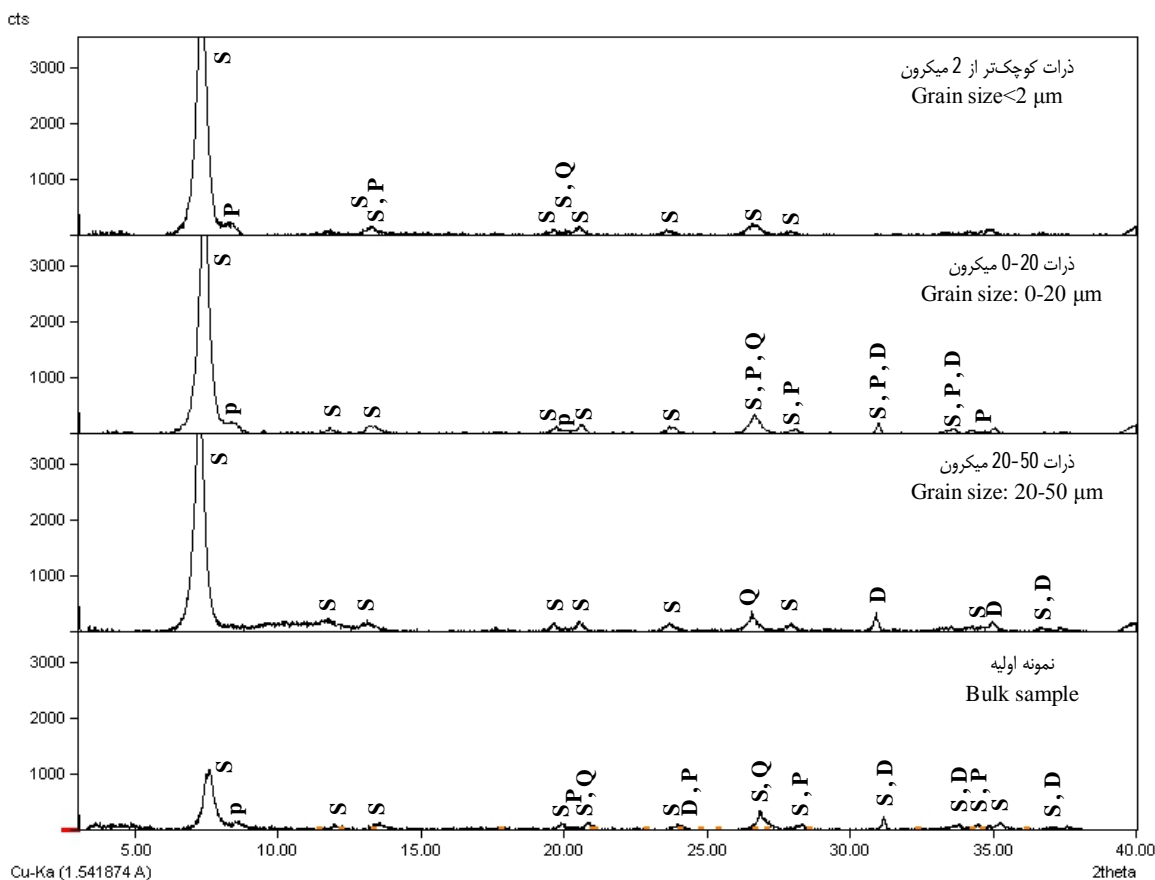 cts
3000
2000
1000
S
P
S
S , P
S
S , Q
S
S
S
S
ذرات کوچک‌تر از 2 میکرون
Grain size<2 µm
3000
2000
1000
S
p
S
S
S
P
S
S
S , P , Q
S , P
S , P , D
S , P , D
P
ذرات 20-0 میکرون
Grain size: 0-20 µm
3000
2000
1000
S
S
S
S
S
S
Q
S
D
S
D
S , D
ذرات 50-20 میکرون
Grain size: 20-50 µm
3000
2000
1000
S
p
S
S
S
P
S , Q
S
D , P
S, Q
S , P
S , D
S , D
S , P
S
S , D
نمونه اولیه
Bulk sample
5.00 10.00 15.00 20.00 25.00 30.00 35.00 40.00
Cu-Ka (1.541874 A) 2theta